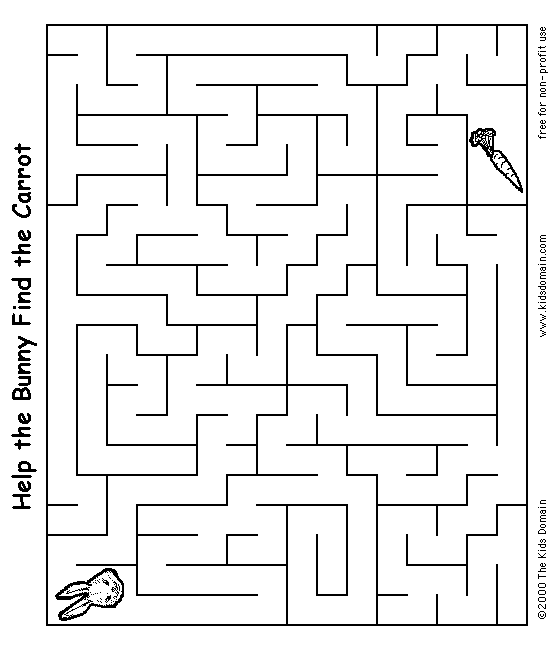 Help the Bunny Find the Carrot
©2000 The Kids Domain
www.kidsdomain.com
free for non-profit use